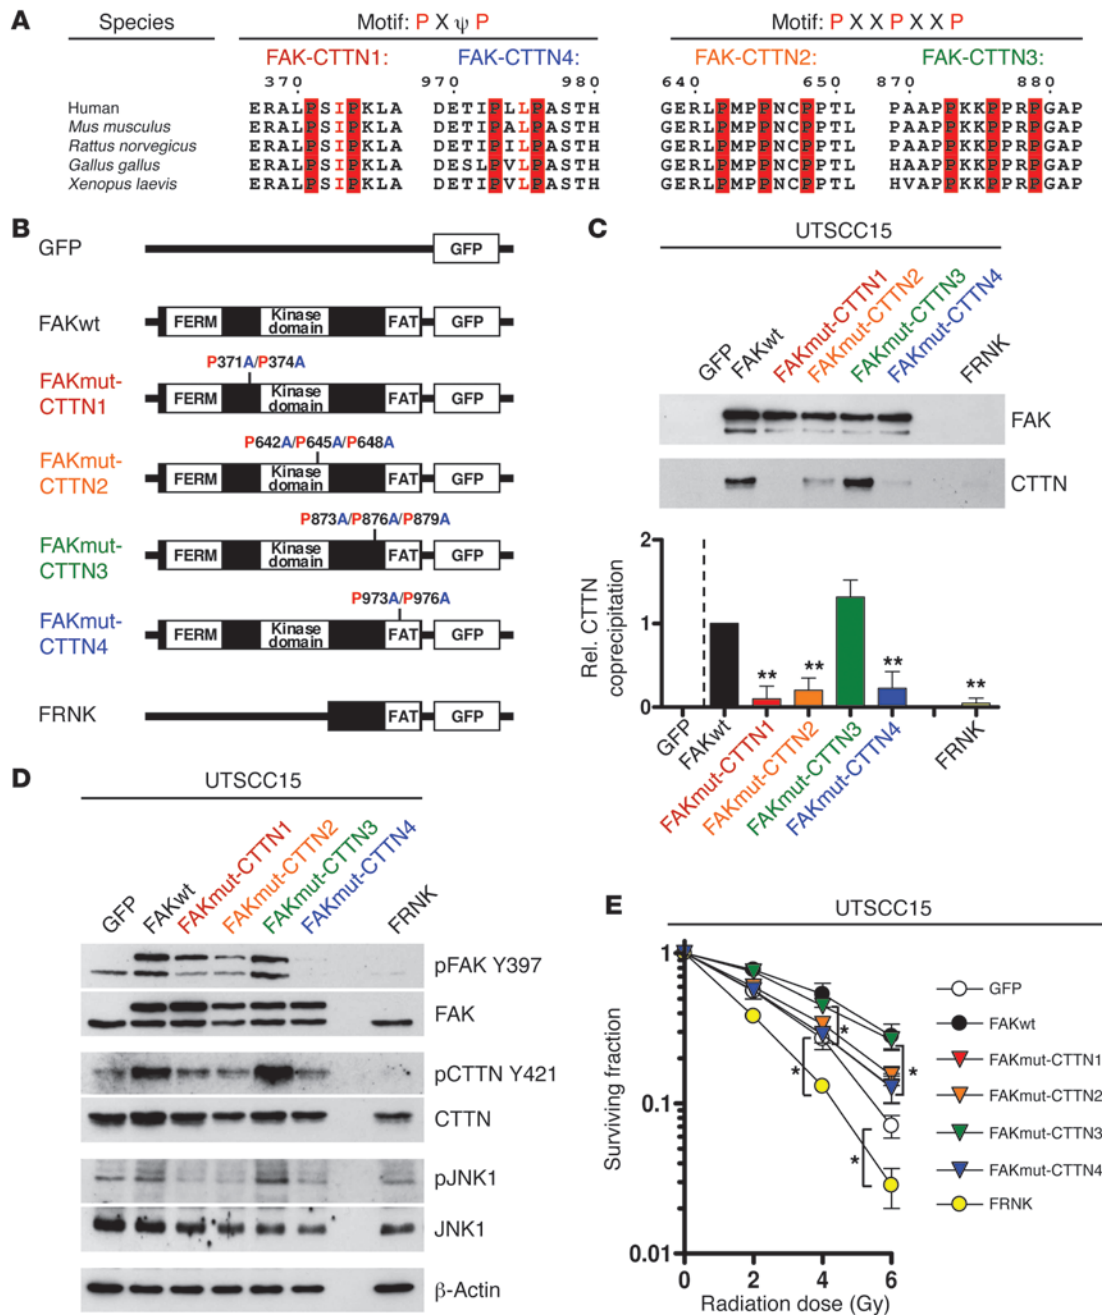 A
Species
Motif: P X ψ P
Motif: P X X P X X P
FAK-CTTN1:
FAK-CTTN4:
FAK-CTTN2:
FAK-CTTN3:
370
970
980
640
650
870
880
Human ERALPSIPKLA DETIPLLPASTH GERLPMPPNCPPTL PAAPPKKPPRPGAP
Mus musculus ERALPSIPKLA DETIPALPASTH GERLPMPPNCPPTL PAAPPKKPPRPGAP
Rattus norvegicus ERALPSIPKLA DETIPILPASTH GERLPMPPNCPPTL PAAPPKKPPRPGAP
Gallus gallus ERALPSIPKLA DESLPVLPASTH GERLPMPPNCPPTL HAAPPKKPPRPGAP
Xenopus laevis ERALPSIPKLA DETIPVLPASTH GERLPMPPNCPPTL HVAPPKKPPRPGAP
B
GFP
GFP
FAKwt
FERM Kinase domain FAT GFP
P371A/P374A
FAKmut-CTTN1
FERM Kinase domain FAT GFP
P642A/P645A/P648A
FAKmut-CTTN2
FERM Kinase domain FAT GFP
P873A/P876A/P879A
FAKmut-CTTN3
FERM Kinase domain FAT GFP
P973A/P976A
FAKmut-CTTN4
FERM Kinase domain FAT GFP
FRNK
FAT GFP
C
UTSCC15
GFP
FAKwt
FAKmut-CTTN1
FAKmut-CTTN2
FAKmut-CTTN3
FAKmut-CTTN4
FRNK
FAK
CTTN
Rel. CTTN
coprecipitation
2
1
0
**
**
**
**
GFP
FAKwt
FAKmut-CTTN1
FAKmut-CTTN2
FAKmut-CTTN3
FAKmut-CTTN4
FRNK
D
UTSCC15
GFP
FAKwt
FAKmut-CTTN1
FAKmut-CTTN2
FAKmut-CTTN3
FAKmut-CTTN4
FRNK
pFAK Y397
FAK
pCTTN Y421
CTTN
pJNK1
JNK1
β-Actin
E
UTSCC15
Surviving fraction
1
0.1
0.01
*
*
*
*
0
2
4
6
Radiation dose (Gy)
GFP
FAKwt
FAKmut-CTTN1
FAKmut-CTTN2
FAKmut-CTTN3
FAKmut-CTTN4
FRNK